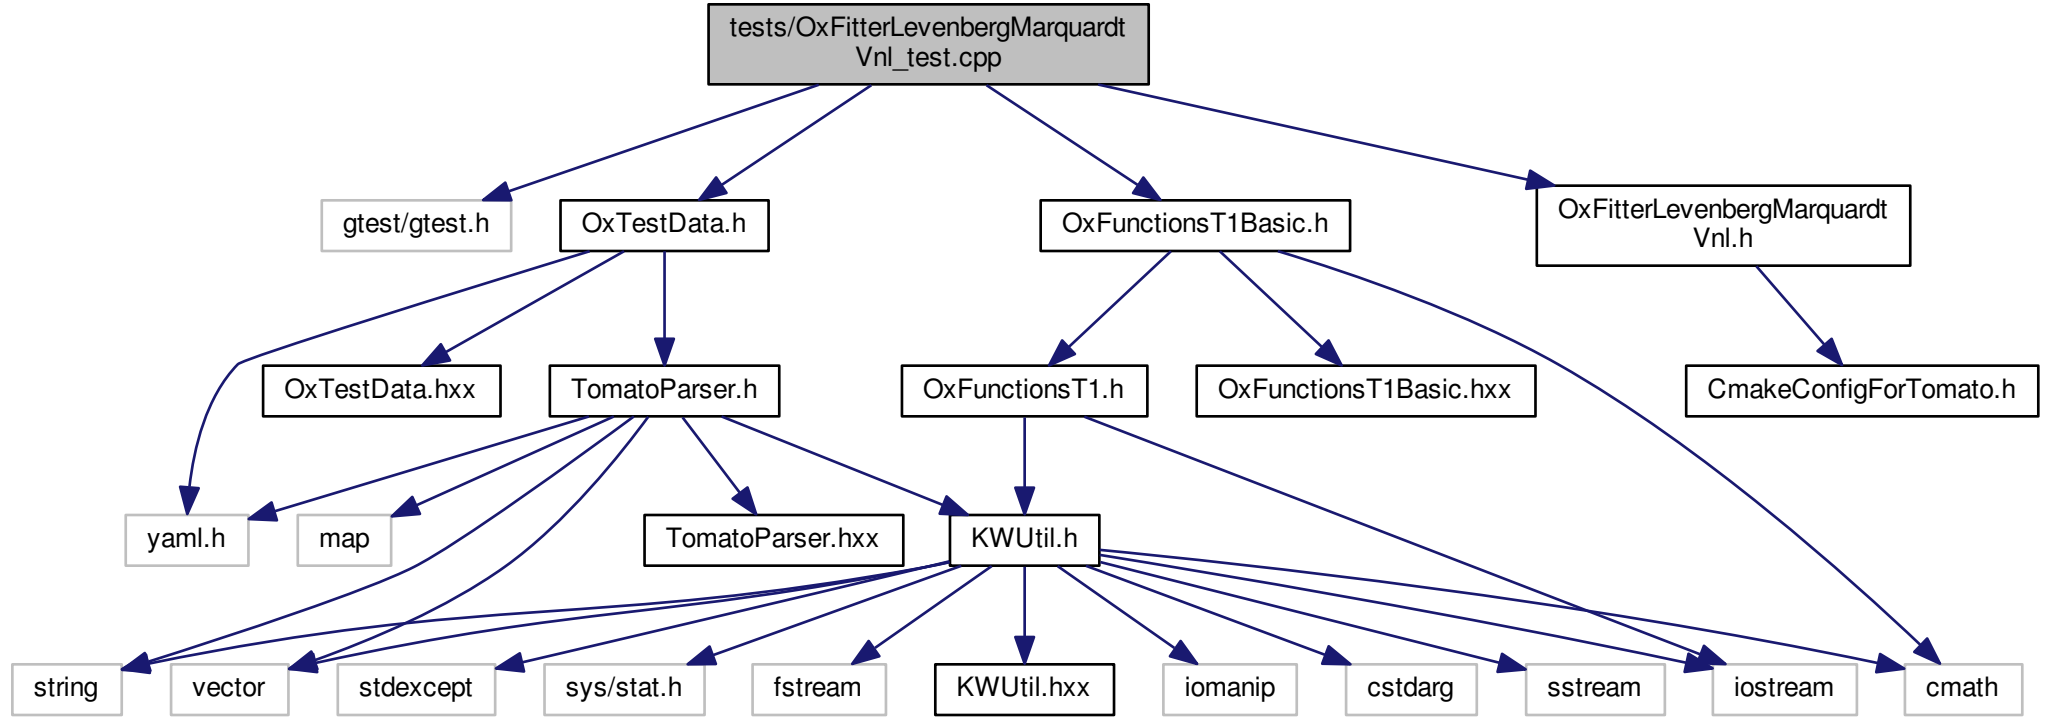 tests/OxFitterLevenbergMarquardt
Vnl_test.cpp
gtest/gtest.h
OxTestData.h
OxFunctionsT1Basic.h
OxFitterLevenbergMarquardt
Vnl.h
OxTestData.hxx
TomatoParser.h
OxFunctionsT1.h
OxFunctionsT1Basic.hxx
CmakeConfigForTomato.h
yaml.h
map
TomatoParser.hxx
KWUtil.h
string
vector
stdexcept
sys/stat.h
fstream
KWUtil.hxx
iomanip
cstdarg
sstream
iostream
cmath